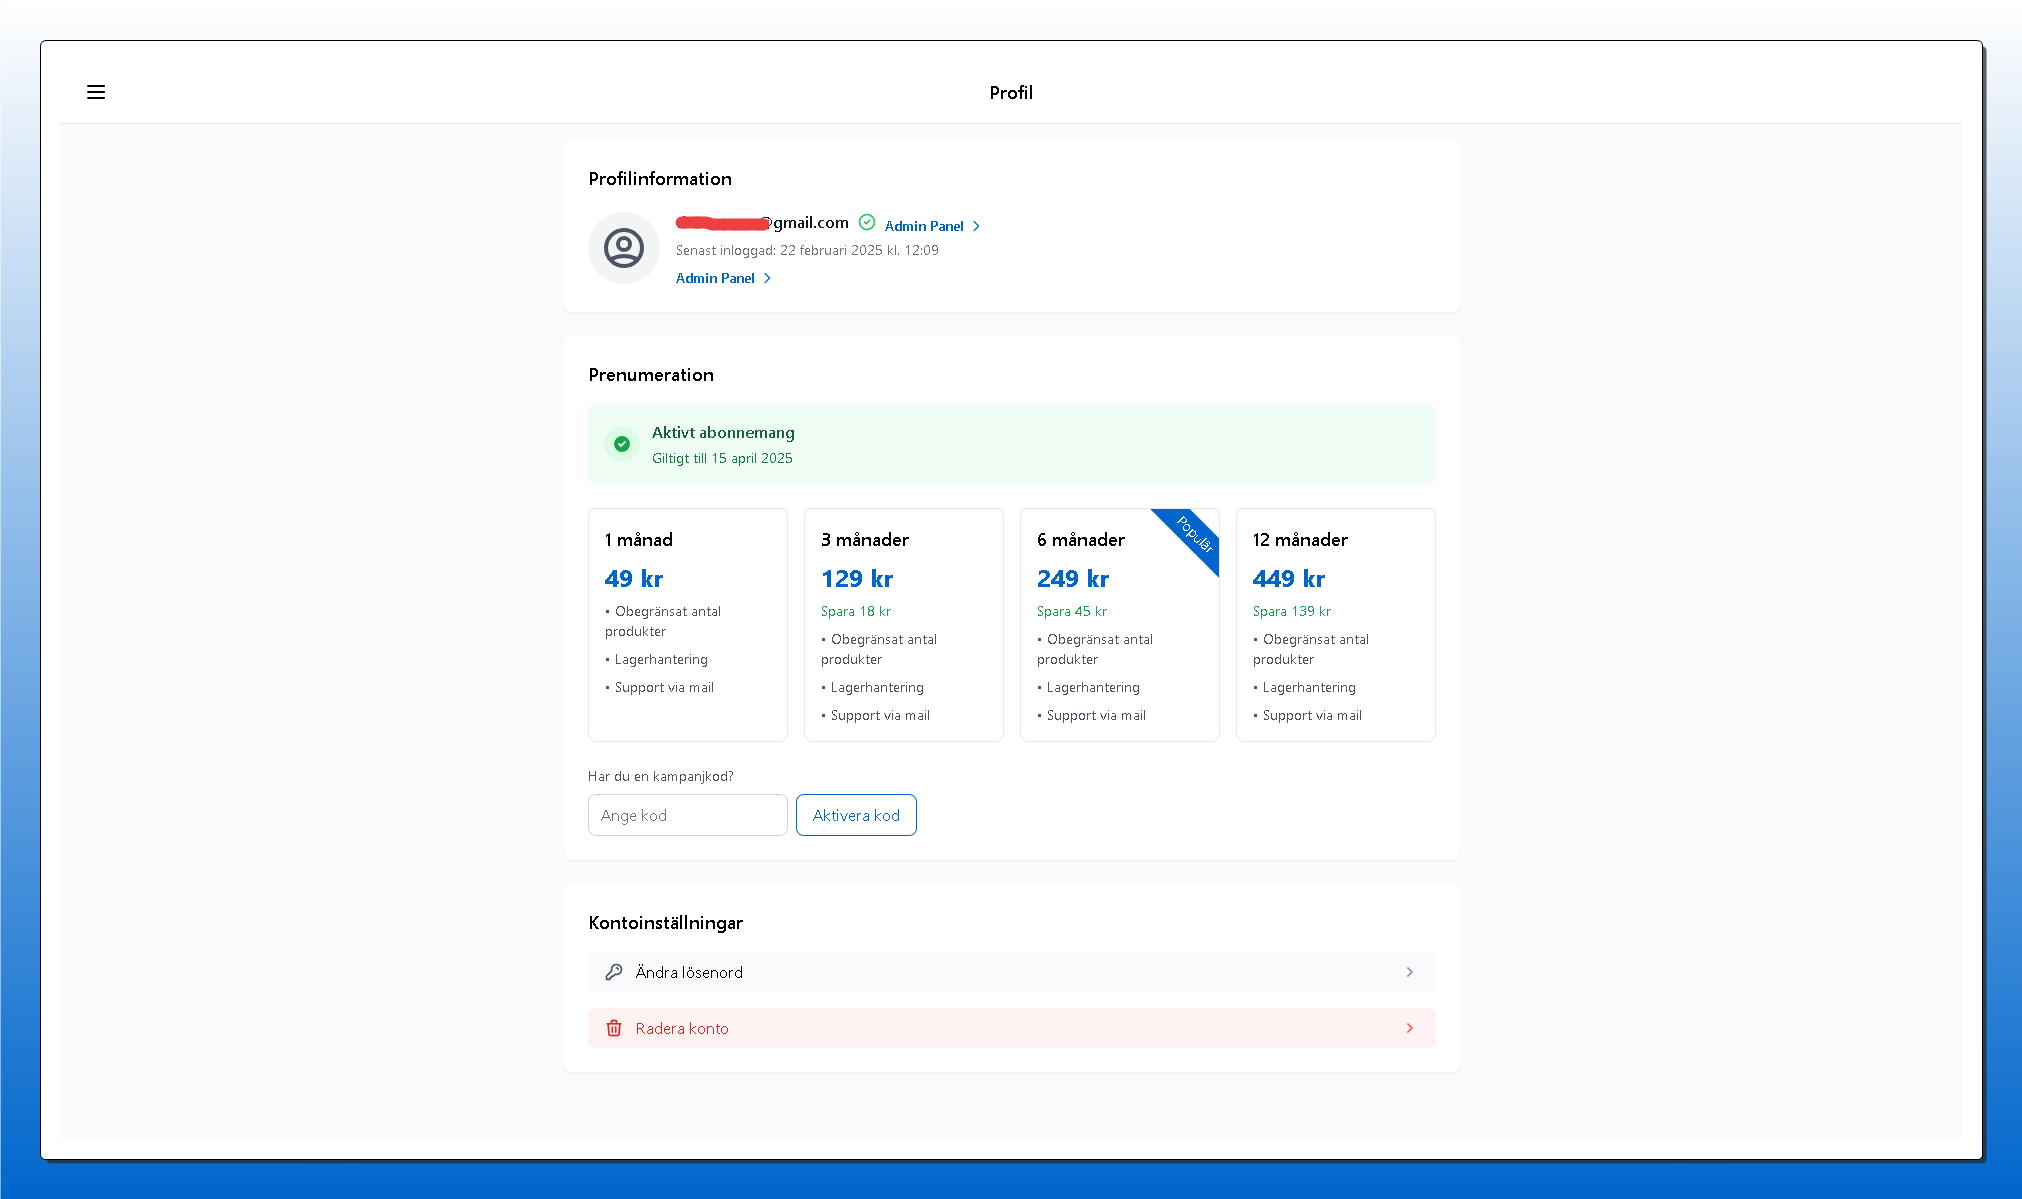 Profil
Profilinformation
@gmail.com Admin Panel
Senast inloggad: 22 februari 2025 kl. 12:09
Admin Panel
Prenumeration
Aktivt abonnemang
Giltigt till 15 april 2025
1 månad
49 kr
• Obegränsat antal
produkter
• Lagerhantering
• Support via mail
3 månader
129 kr
Spara 18 kr
• Obegränsat antal
produkter
• Lagerhantering
• Support via mail
Populär
6 månader
249 kr
Spara 45 kr
• Obegränsat antal
produkter
• Lagerhantering
• Support via mail
12 månader
449 kr
Spara 139 kr
• Obegränsat antal
produkter
• Lagerhantering
• Support via mail
Har du en kampanjkod?
Ange kod
Aktivera kod
Kontoinställningar
Ändra lösenord
Radera konto